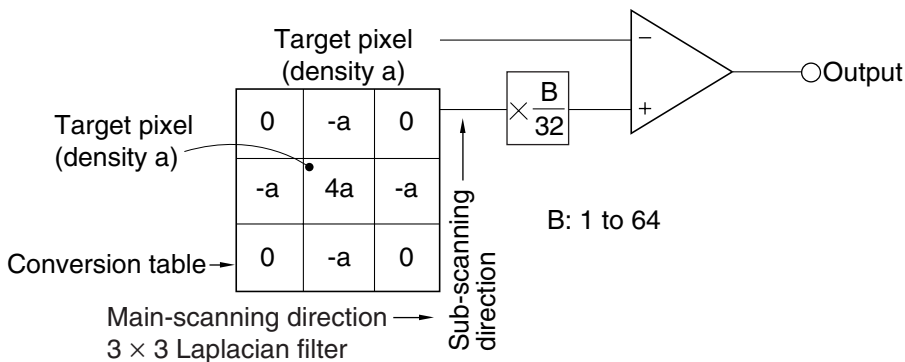 Target pixel
(density a)
−
Output
× B/32
+
Target pixel
(density a)
0 -a 0
-a 4a -a
0 -a 0
Sub-scanning
direction
B: 1 to 64
Conversion table
Main-scanning direction
3 × 3 Laplacian filter